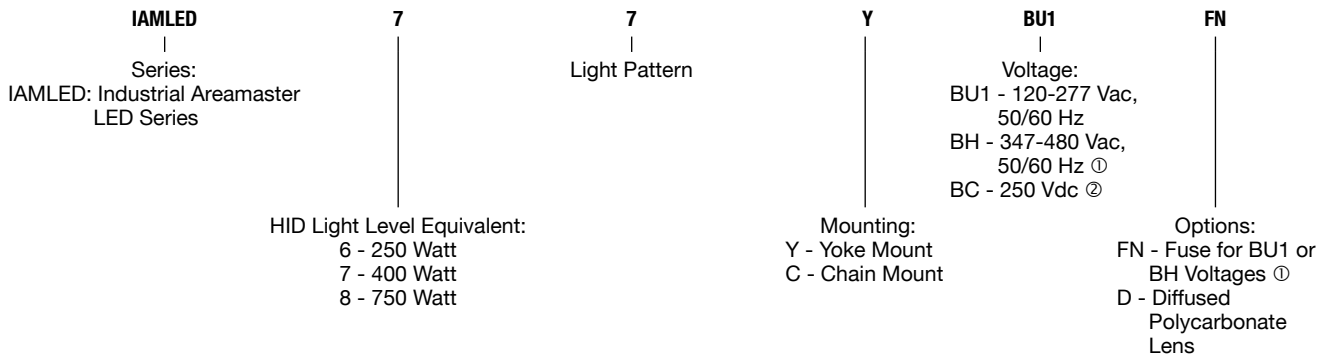 IAMLED 7 7 Y BU1 FN
Series:
IAMLED: Industrial Areamaster
LED Series
HID Light Level Equivalent:
6 - 250 Watt
7 - 400 Watt
8 - 750 Watt
Light Pattern
Mounting:
Y - Yoke Mount
C - Chain Mount
Voltage:
BU1 - 120-277 Vac,
50/60 Hz
BH - 347-480 Vac,
50/60 Hz ①
BC - 250 Vdc ②
Options:
FN - Fuse for BU1 or
BH Voltages ①
D - Diffused
Polycarbonate
Lens